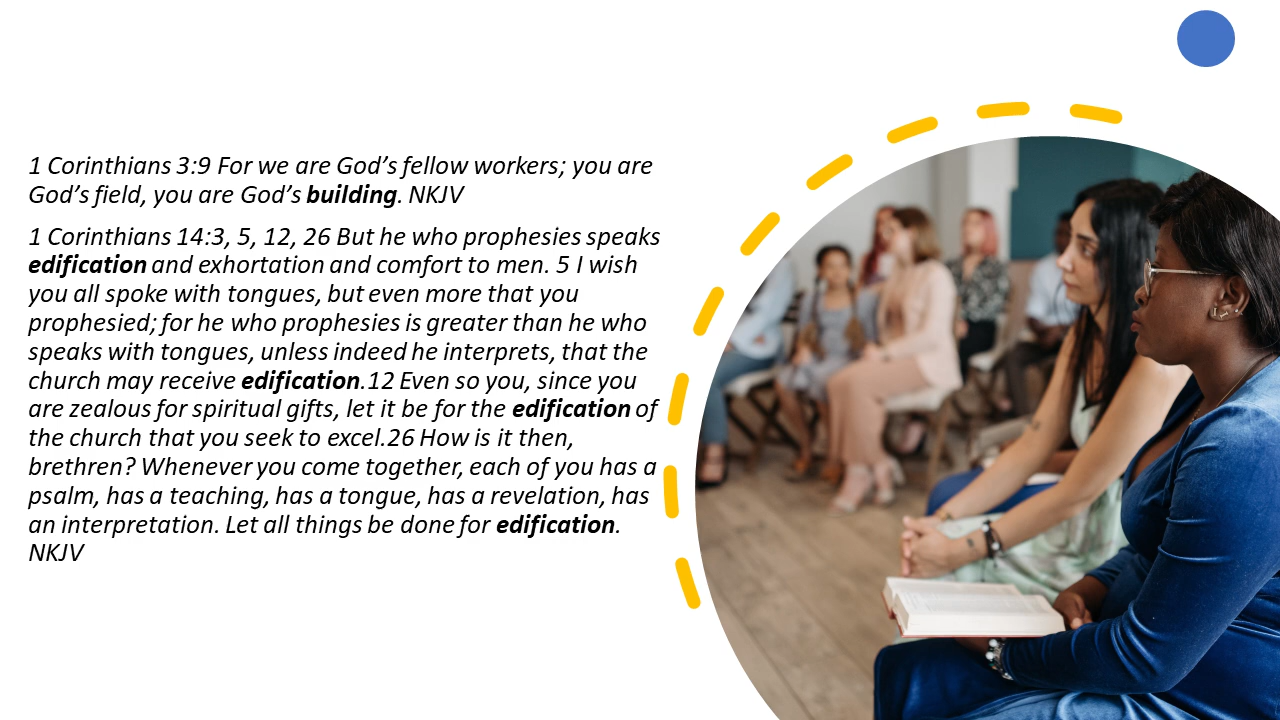 1 Corinthians 3:9 For we are God’s fellow workers; you are
God’s field, you are God’s building. NKJV
1 Corinthians 14:3, 5, 12, 26 But he who prophesies speaks
edification and exhortation and comfort to men. 5 I wish
you all spoke with tongues, but even more that you
prophesied; for he who prophesies is greater than he who
speaks with tongues, unless indeed he interprets, that the
church may receive edification.12 Even so you, since you
are zealous for spiritual gifts, let it be for the edification of
the church that you seek to excel.26 How is it then,
brethren? Whenever you come together, each of you has a
psalm, has a teaching, has a tongue, has a revelation, has
an interpretation. Let all things be done for edification.
NKJV